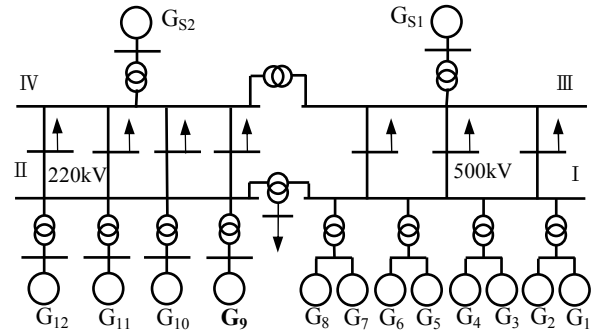 G_S2 G_S1
Ⅳ Ⅲ
Ⅱ 220kV 500kV Ⅰ
G_12 G_11 G_10 G_9 G_8 G_7 G_6 G_5 G_4 G_3 G_2 G_1